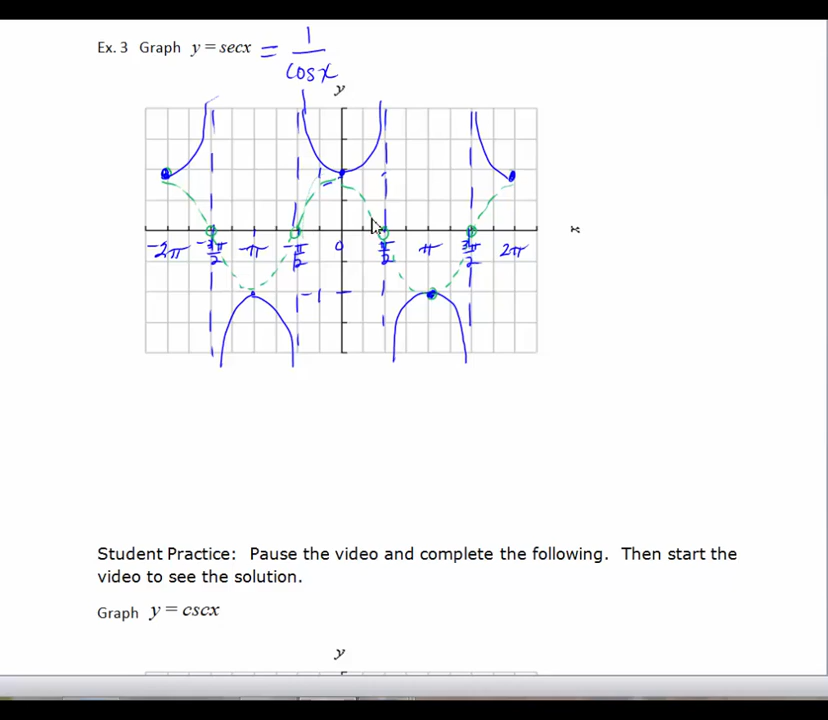 Ex. 3 Graph y = secx = 1/cosx
y
x
-2π -3π/2 -π -π/2 0 π/2 π 3π/2 2π
-1
Student Practice: Pause the video and complete the following. Then start the
video to see the solution.
Graph y = cscx
y